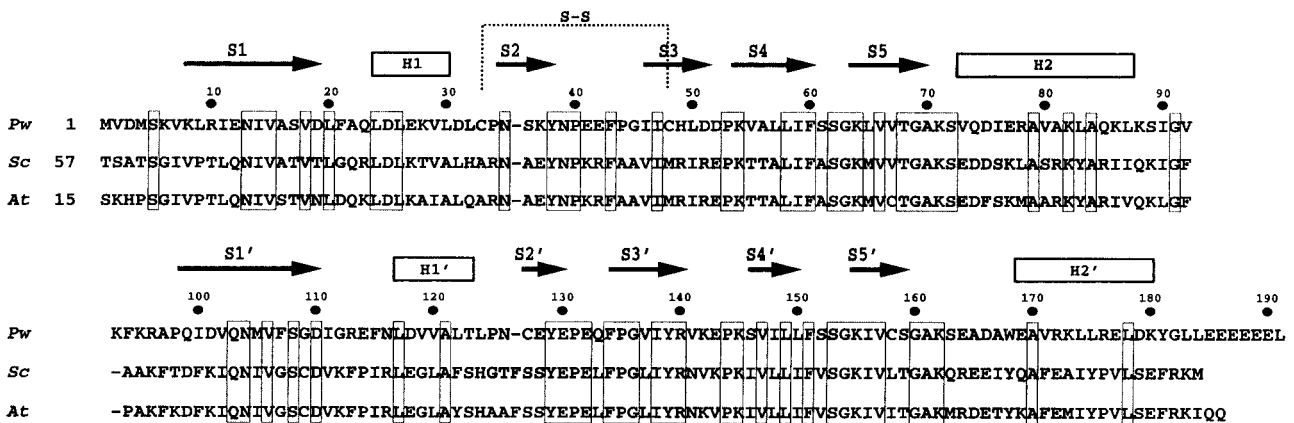 S-S
S1 H1 S2 S3 S4 S5 H2
10 20 30 40 50 60 70 80 90
Pw 1 MVDMSKVKLRIENIVASVDLFAQLDLEKVLDLCPN-SKYNPEEFPGIICHLDDPKVALLIFSSGKLVVTGAKSVQDIERAVAKLAQKLKSIGV
Sc 57 TSATSGIVPTLQNIVATVTLGQRLDLKTVALHARN-AEYNPKRFAAVIMRIREPKTTALIFASGKMVVTGAKSEDDSKLASRKYARIIQKIGF
At 15 SKHPSGIVPTLQNIVSTVNLDQKLDLKAIALQARN-AEYNPKRFAAVIMRIREPKTTALIFASGKMVCTGAKSEDFSKMAARKYARIVQKLGF
S1' H1' S2' S3' S4' S5' H2'
100 110 120 130 140 150 160 170 180 190
Pw KFKRAPQIDVQNMVFSGDIGREFNLDVVALTLPN-CEYEPEQFPGVIYRVKEPKSVILLFSSGKIVCSGAKSEADAWEAVRKLLRELDKYGLLEEEEEEL
Sc -AAKFTDFKIQNIVGSCDVKFPIRLEGLAFSHGTFSSYEPELFPGLIYRNVKPKIVLLIFVSGKIVLTGAKQREEIYQAFEAIYPVLSEFRKM
At -PAKFKDFKIQNIVGSCDVKFPIRLEGLAYSHAAFSSYEPELFPGLIYRNKVPKIVLLIFVSGKIVITGAKMRDETYKAFEMIYPVLSEFRKIQQ